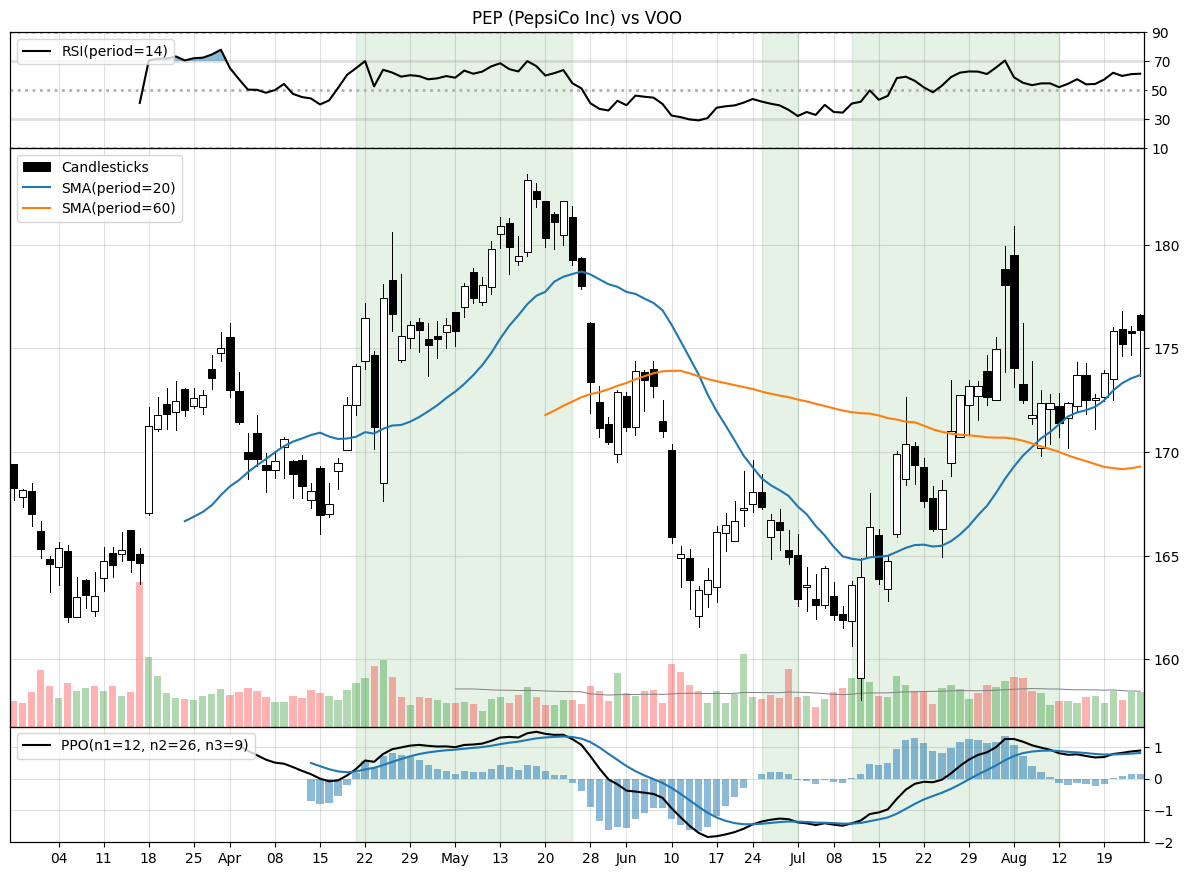 PEP (PepsiCo Inc) vs VOO
RSI(period=14)
90
70
50
30
10
Candlesticks
SMA(period=20)
SMA(period=60)
180
175
170
165
160
PPO(n1=12, n2=26, n3=9)
1
0
−1
−2
04 11 18 25 Apr 08 15 22 29 May 13 20 28 Jun 10 17 24 Jul 08 15 22 29 Aug 12 19